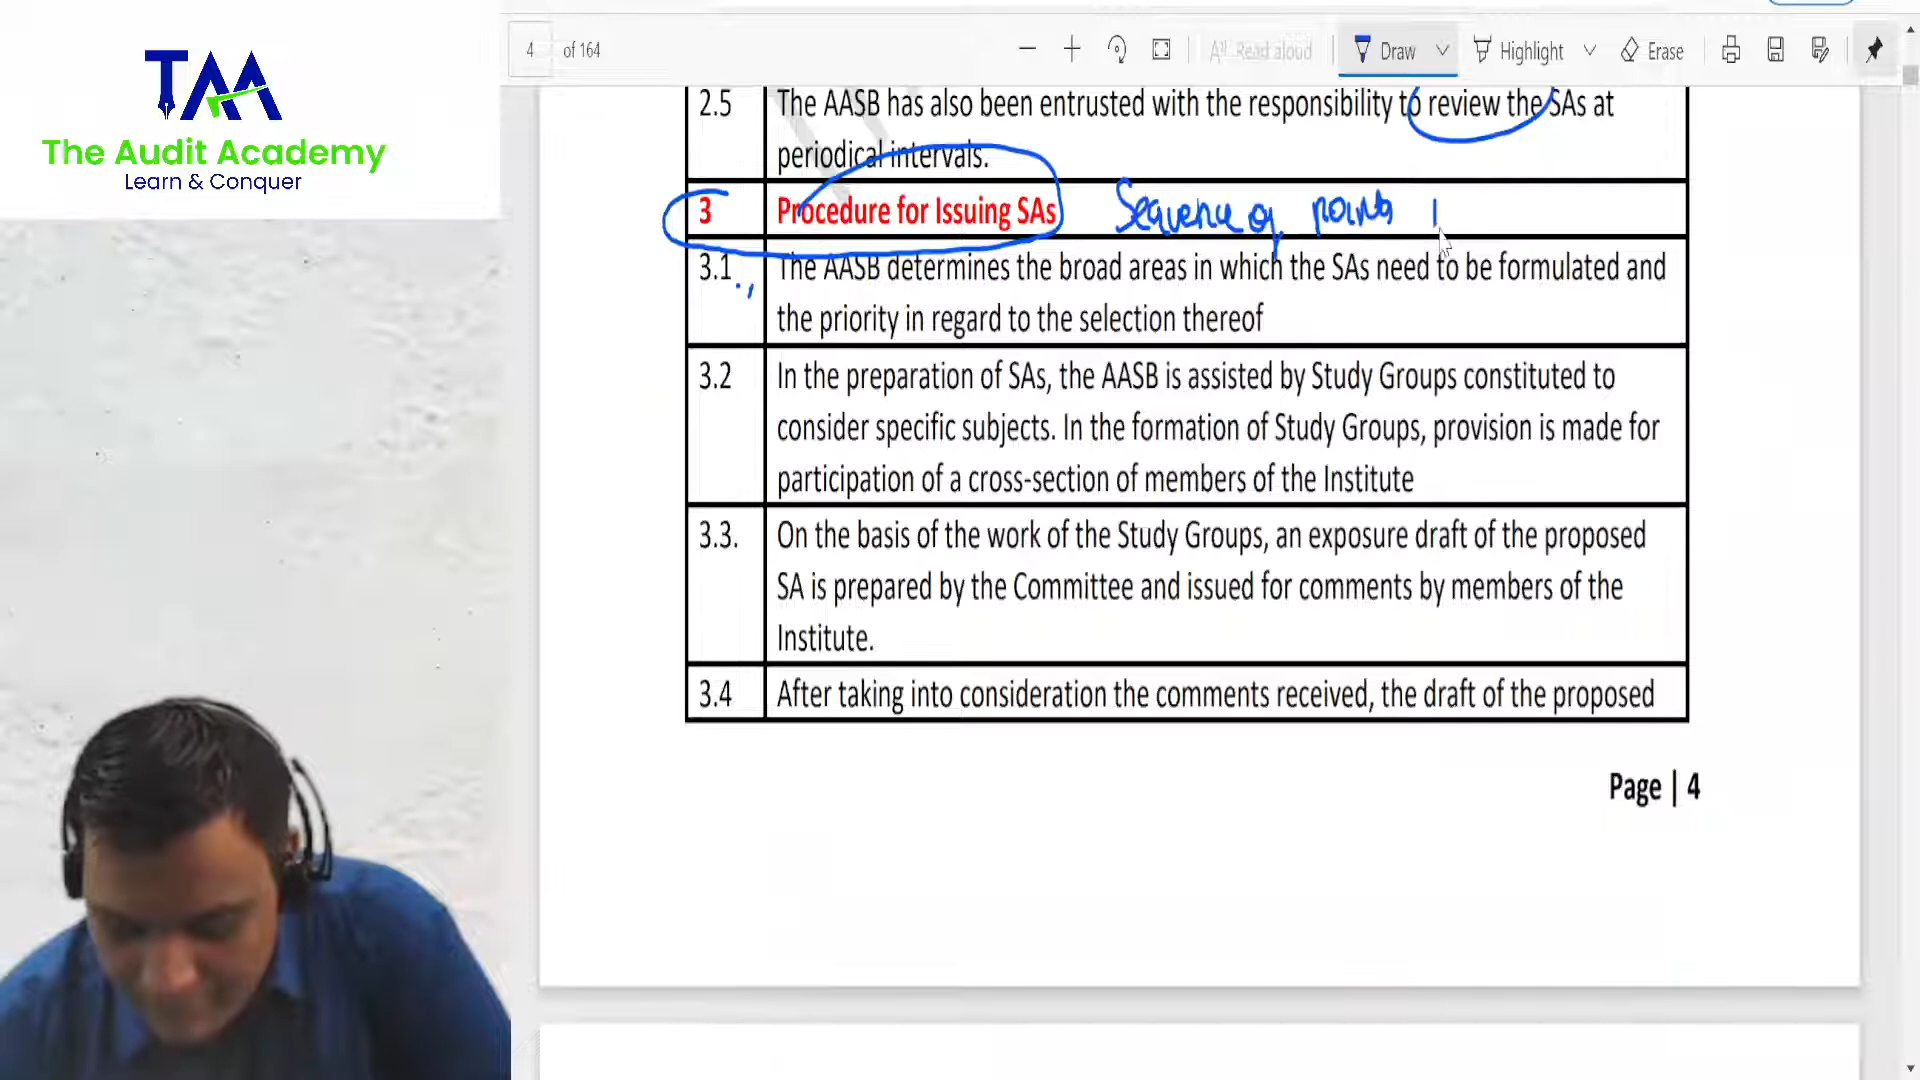 TAA
The Audit Academy
Learn & Conquer
4 of 164
Read aloud
Draw
Highlight
Erase
2.5 The AASB has also been entrusted with the responsibility to review the SAs at
periodical intervals.
3 Procedure for Issuing SAs Sequence of points
3.1 The AASB determines the broad areas in which the SAs need to be formulated and
the priority in regard to the selection thereof
3.2 In the preparation of SAs, the AASB is assisted by Study Groups constituted to
consider specific subjects. In the formation of Study Groups, provision is made for
participation of a cross-section of members of the Institute
3.3. On the basis of the work of the Study Groups, an exposure draft of the proposed
SA is prepared by the Committee and issued for comments by members of the
Institute.
3.4 After taking into consideration the comments received, the draft of the proposed
Page | 4